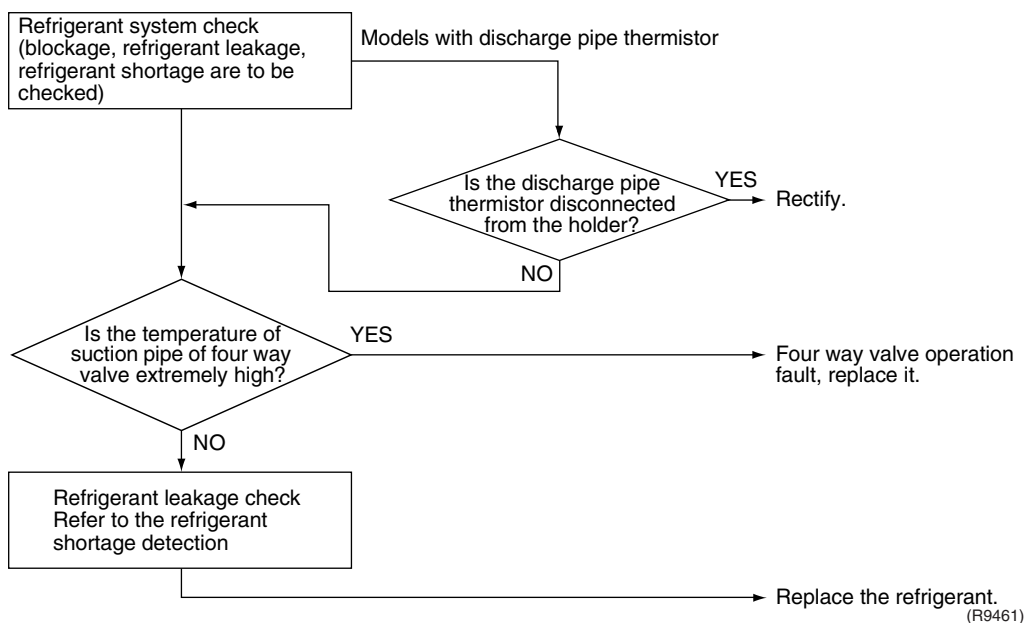 Refrigerant system check
(blockage, refrigerant leakage,
refrigerant shortage are to be
checked)
Models with discharge pipe thermistor
Is the discharge pipe
thermistor disconnected
from the holder?
YES
Rectify.
NO
Is the temperature of
suction pipe of four way
valve extremely high?
YES
Four way valve operation
fault, replace it.
NO
Refrigerant leakage check
Refer to the refrigerant
shortage detection
Replace the refrigerant.
(R9461)